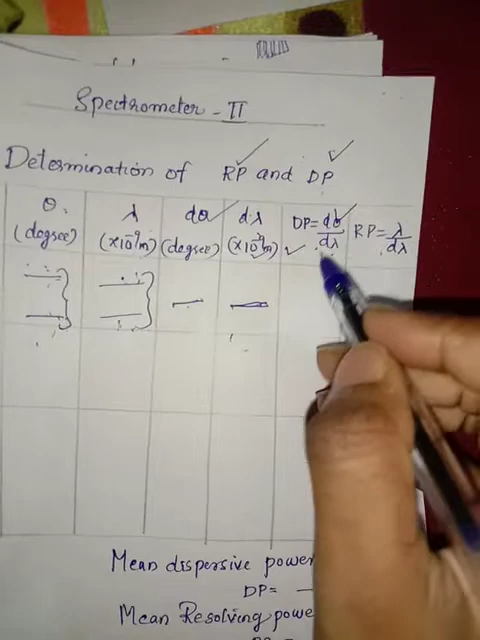 Spectrometer - II
Determination of RP and DP
θ λ dθ dλ DP = dθ/dλ RP = λ/dλ
(degree) (×10⁻⁹m) (degree) (×10⁻⁹m)
Mean dispersive power
DP = —
Mean Resolving powe